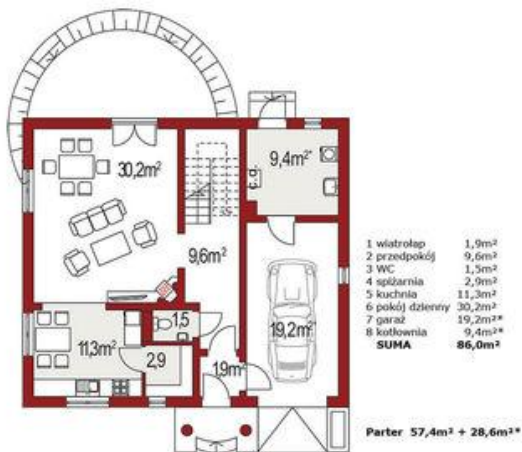 30,2m²
9,4m²*
9,6m²
19,2m²*
1,5
11,3m²
2,9
1,9m²
1 wiatrołap 1,9m²
2 przedpokój 9,6m²
3 WC 1,5m²
4 spiżarnia 2,9m²
5 kuchnia 11,3m²
6 pokój dzienny 30,2m²
7 garaż 19,2m²*
8 kotłownia 9,4m²*
SUMA 86,0m²
Parter 57,4m² + 28,6m²*